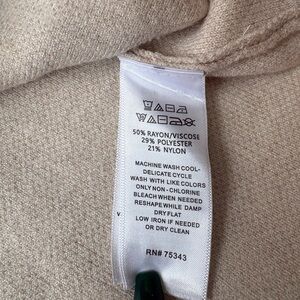 50% RAYON/VISCOSE
29% POLYESTER
21% NYLON
MACHINE WASH COOL-
DELICATE CYCLE
WASH WITH LIKE COLORS
ONLY NON-CHLORINE
BLEACH WHEN NEEDED
RESHAPE WHILE DAMP
DRY FLAT
LOW IRON IF NEEDED
OR DRY CLEAN
V
RN# 75343